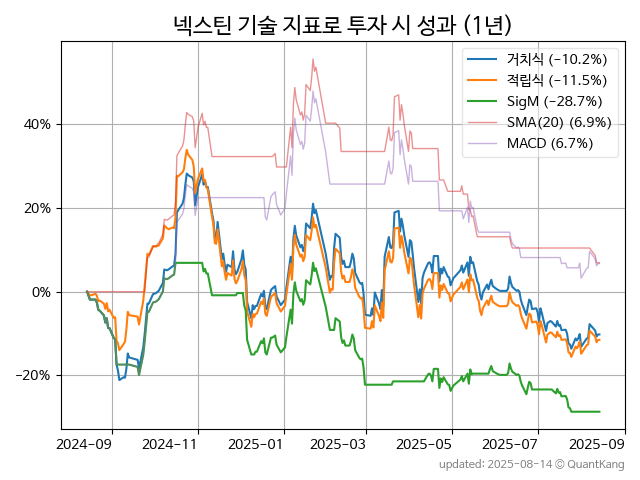 넥스틴 기술 지표로 투자 시 성과 (1년)
거치식 (−10.2%)
적립식 (−11.5%)
SigM (−28.7%)
SMA(20) (6.9%)
MACD (6.7%)
40%
20%
0%
−20%
2024−09 2024−11 2025−01 2025−03 2025−05 2025−07 2025−09
updated: 2025-08-14 © QuantKang